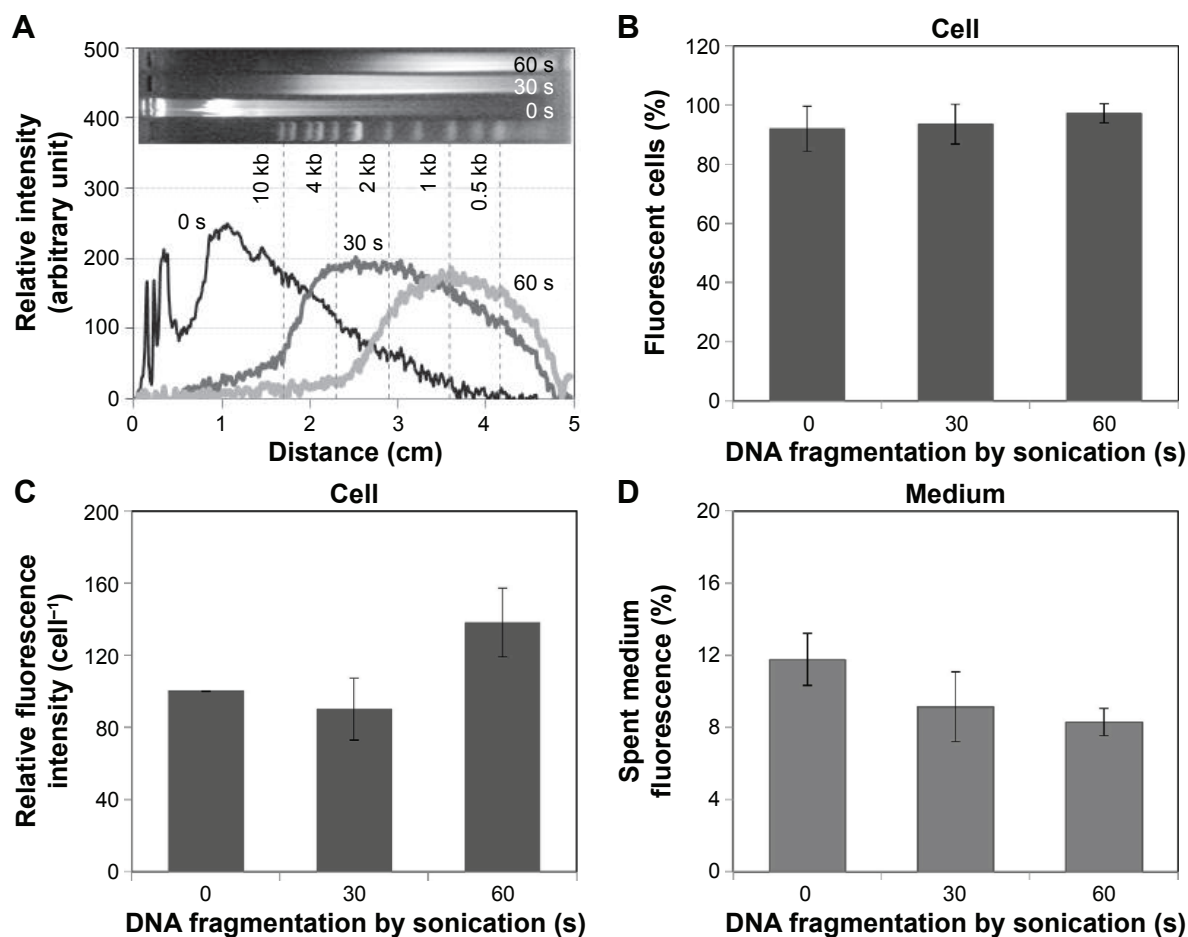 A
500
400
300
200
100
0
Relative intensity
(arbitrary unit)
60 s
30 s
0 s
10 kb
4 kb
2 kb
1 kb
0.5 kb
0 s
30 s
60 s
0 1 2 3 4 5
Distance (cm)
B
Cell
120
100
80
60
40
20
0
Fluorescent cells (%)
0 30 60
DNA fragmentation by sonication (s)
C
Cell
200
160
120
80
40
0
Relative fluorescence
intensity (cell⁻¹)
0 30 60
DNA fragmentation by sonication (s)
D
Medium
20
16
12
8
4
0
Spent medium
fluorescence (%)
0 30 60
DNA fragmentation by sonication (s)